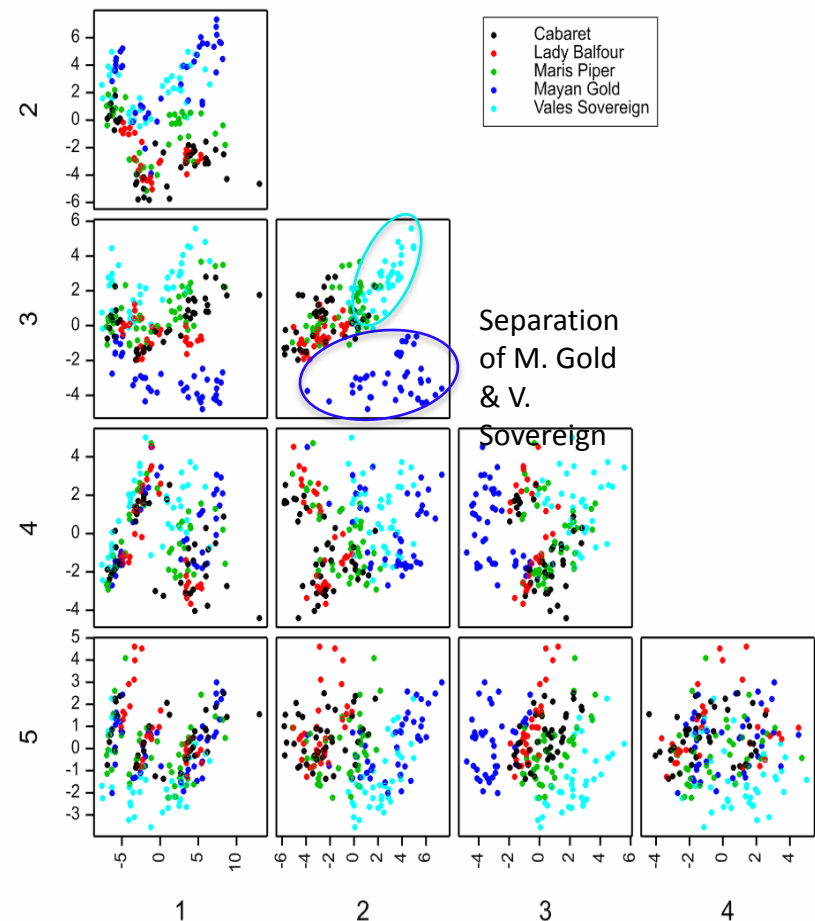 Cabaret
Lady Balfour
Maris Piper
Mayan Gold
Vales Sovereign
6
4
2
0
-2
-4
-6
2
6
4
2
0
-2
-4
3
Separation
of M. Gold
& V.
Sovereign
4
2
0
-2
-4
4
5
4
3
2
1
0
-1
-2
-3
5
-5 0 5 10
-6 -4 -2 0 2 4 6
-4 -2 0 2 4 6
-4 -2 0 2 4
1 2 3 4